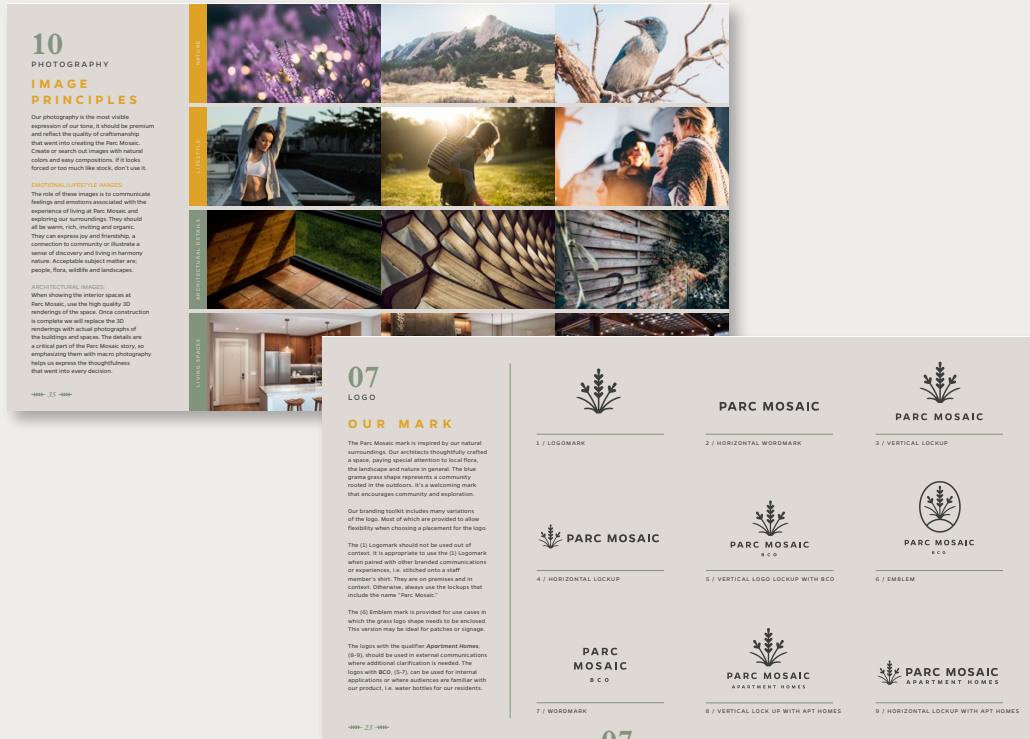 10
PHOTOGRAPHY
IMAGE
PRINCIPLES
Our photography is the most visible
expression of our tone, it should be premium
and reflect the quality of craftsmanship
that went into creating the Parc Mosaic.
Create or search out images with natural
colors and easy compositions. If it looks
forced or too much like stock, don't use it.
EMOTIONAL/LIFESTYLE IMAGES:
The role of these images is to communicate
feelings and emotions associated with the
experience of living at Parc Mosaic and
exploring our surroundings. They should
all be warm, rich, inviting and organic.
They can express joy and friendship, a
connection to community or illustrate a
sense of discovery and living in harmony
nature. Acceptable subject matter are;
people, flora, wildlife and landscapes.
ARCHITECTURAL IMAGES:
When showing the interior spaces at
Parc Mosaic, use the high quality 3D
renderings of the space. Once construction
is complete we will replace the 3D
renderings with actual photographs of
the buildings and spaces. The details are
a critical part of the Parc Mosaic story, so
emphasizing them with macro photography
helps us express the thoughtfulness
that went into every decision.
35
NATURE
LIFESTYLE
ARCHITECTURAL DETAILS
LIVING SPACES
07
LOGO
OUR MARK
The Parc Mosaic mark is inspired by our natural
surroundings. Our architects thoughtfully crafted
a space, paying special attention to local flora,
the landscape and nature in general. The blue
grama grass shape represents a community
rooted in the outdoors. It's a welcoming mark
that encourages community and exploration.
Our branding toolkit includes many variations
of the logo. Most of which are provided to allow
flexibility when choosing a placement for the logo.
The (1) Logomark should not be used out of
context. It is appropriate to use the (1) Logomark
when paired with other branded communications
or experiences, i.e. stitched onto a staff
member's shirt. They are on premises and in
context. Otherwise, always use the lockups that
include the name "Parc Mosaic."
The (6) Emblem mark is provided for use cases in
which the grass logo shape needs to be enclosed.
This version may be ideal for patches or signage.
The logos with the qualifier Apartment Homes,
(8-9), should be used in external communications
where additional clarification is needed. The
logos with BCO, (5-7), can be used for internal
applications or where audiences are familiar with
our product, i.e. water bottles for our residents.
23
1 / LOGOMARK
PARC MOSAIC
2 / HORIZONTAL WORDMARK
PARC MOSAIC
3 / VERTICAL LOCKUP
PARC MOSAIC
4 / HORIZONTAL LOCKUP
PARC MOSAIC
BCO
5 / VERTICAL LOGO LOCKUP WITH BCO
PARC MOSAIC
BCO
6 / EMBLEM
PARC
MOSAIC
BCO
7 / WORDMARK
PARC MOSAIC
APARTMENT HOMES
8 / VERTICAL LOCK UP WITH APT HOMES
PARC MOSAIC
APARTMENT HOMES
9 / HORIZONTAL LOCKUP WITH APT HOMES
07